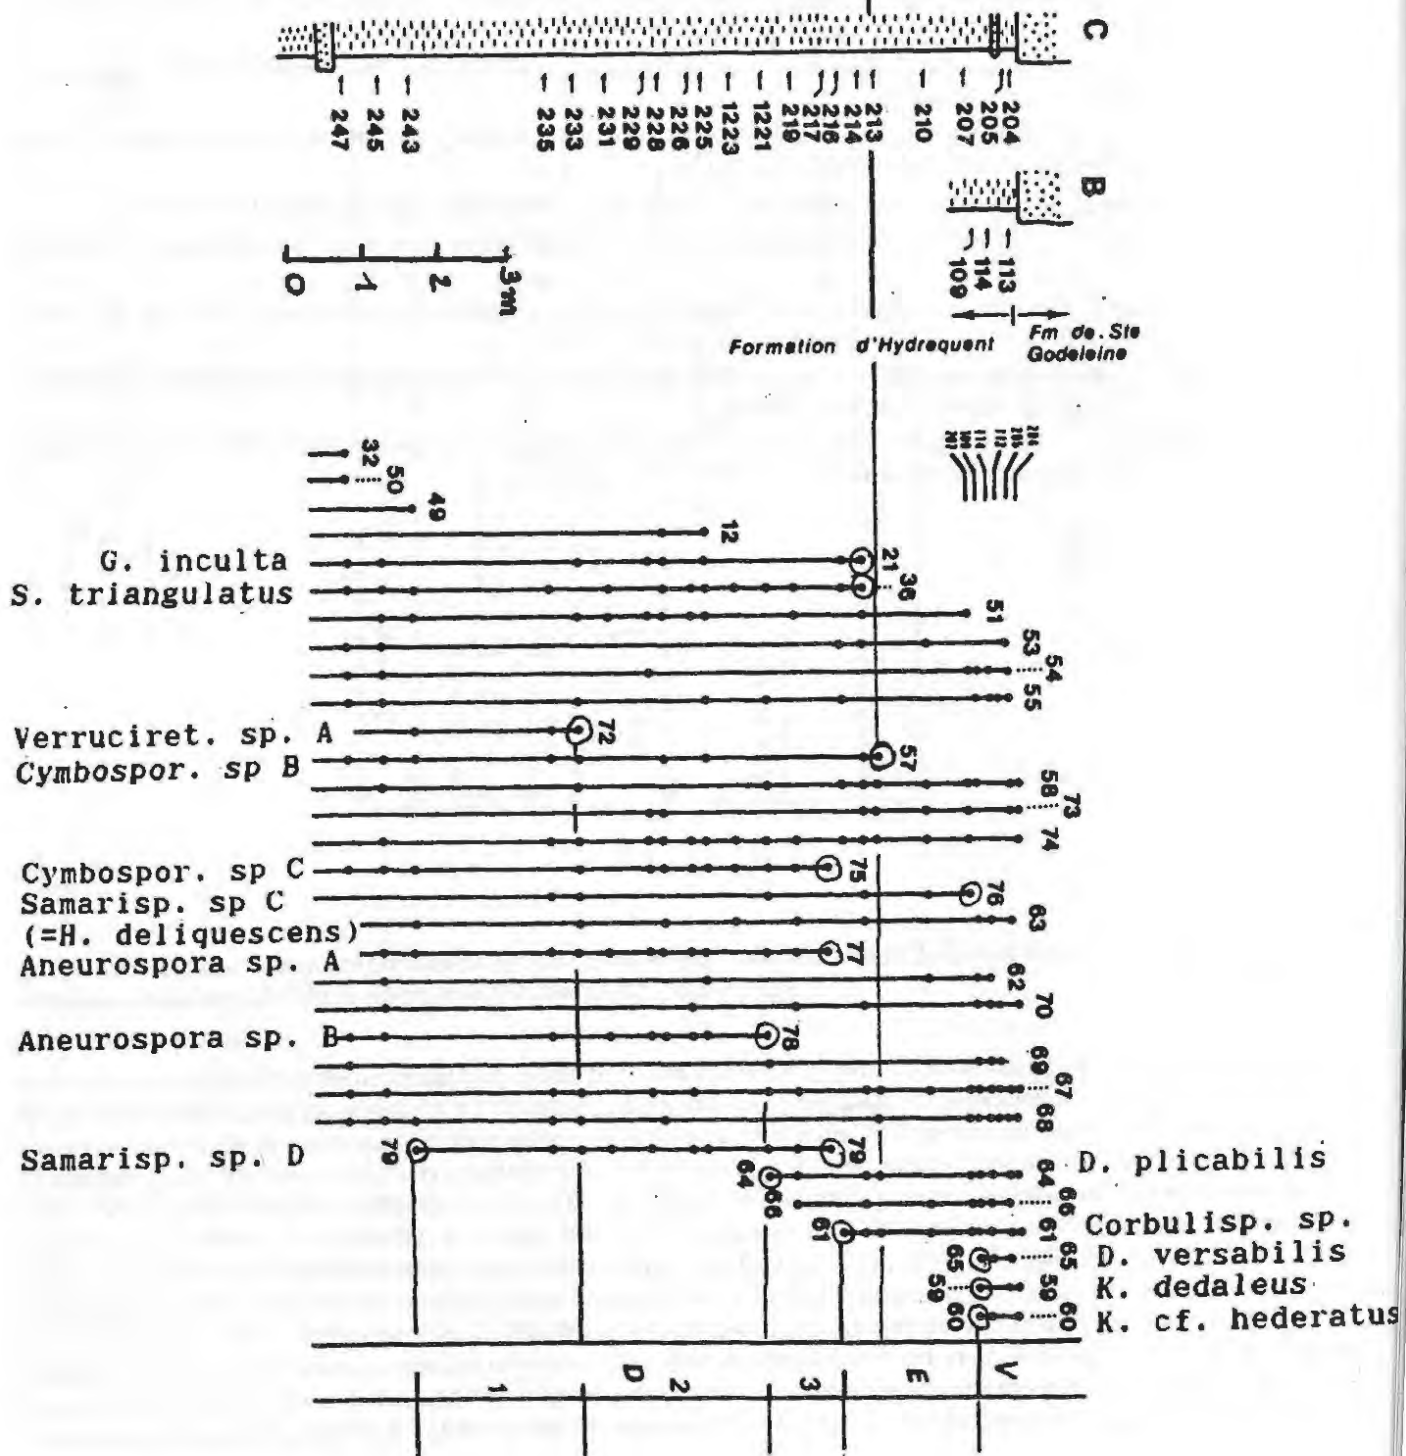 C
247 245 243 235 233 231 229 228 226 225 1223 1221 219 217 216 214 213 210 207 205 204
B
109 114 113
0 1 2 3m
Formation d'Hydrequent
Fm de. Ste
Godeleine
32
50
49
12
G. inculta 21
S. triangulatus 36
51
53
54
55
Verruciret. sp. A 72
Cymbospor. sp B 57
58
73
74
Cymbospor. sp C 75
Samarisp. sp C 76
(=H. deliquescens) 63
Aneurospora sp. A 77
62
70
Aneurospora sp. B 78
69
67
68
Samarisp. sp. D 79 79
64 64 D. plicabilis
66 66
61 61 Corbulisp. sp.
65 65 D. versabilis
59 59 K. dedaleus
60 60 K. cf. hederatus
1 D 2 3 E V